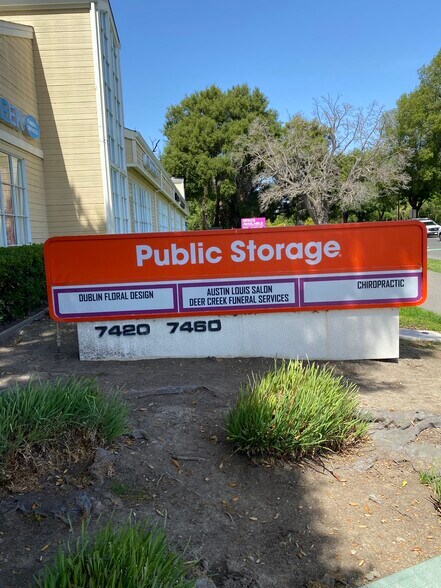 Public Storage
DUBLIN FLORAL DESIGN
AUSTIN LOUIS SALON
DEER CREEK FUNERAL SERVICES
CHIROPRACTIC
7420 7460